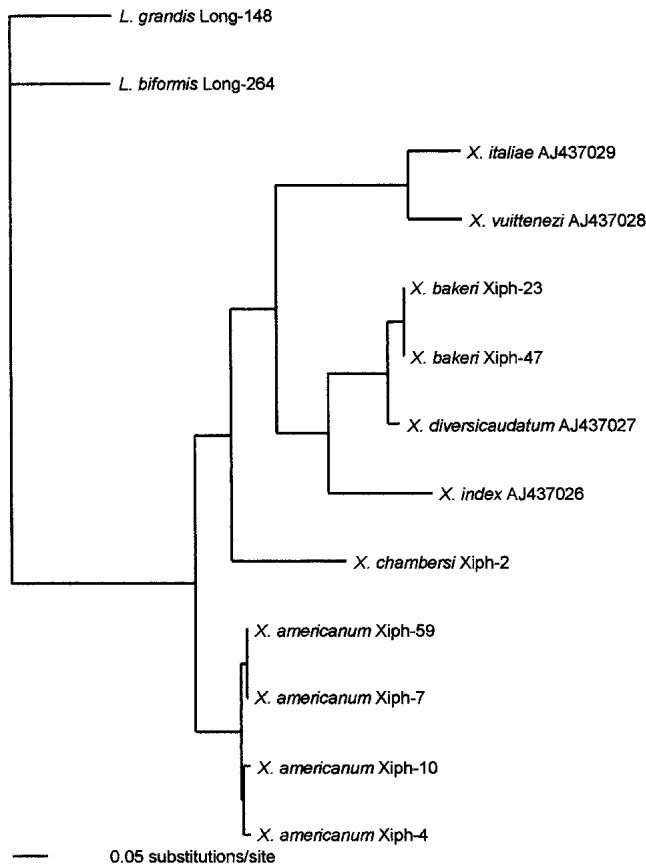 L. grandis Long-148
L. biformis Long-264
X. italiae AJ437029
X. vuittenezi AJ437028
X. bakeri Xiph-23
X. bakeri Xiph-47
X. diversicaudatum AJ437027
X. index AJ437026
X. chambersi Xiph-2
X. americanum Xiph-59
X. americanum Xiph-7
X. americanum Xiph-10
X. americanum Xiph-4
0.05 substitutions/site